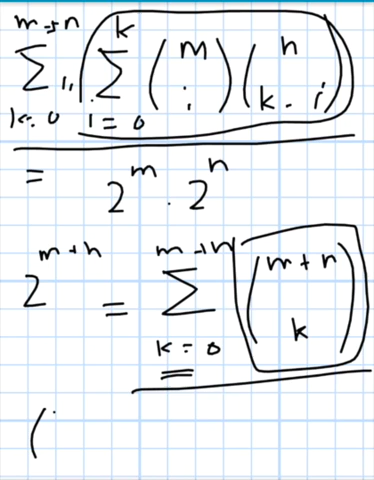 m+n
∑ k=0 ∑ i=0 k (m i) (n k-i)
= 2^m · 2^n
2^{m+n} = ∑ k=0 m+n (m+n k)
(